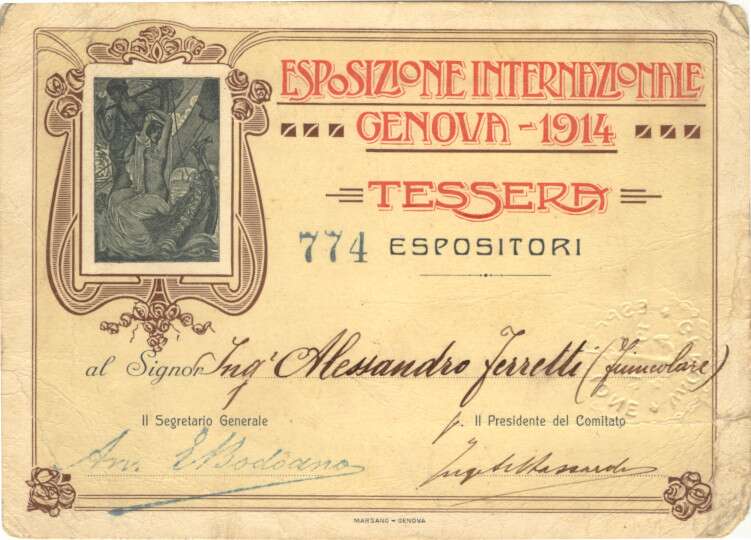 ESPOSIZIONE INTERNAZIONALE
GENOVA - 1914
TESSERA
774 ESPOSITORI
al Signor Ing.r Alessandro Ferretti (funicolare)
Il Segretario Generale
p. Il Presidente del Comitato
Avv. E Bodoano
MARSANO - GENOVA